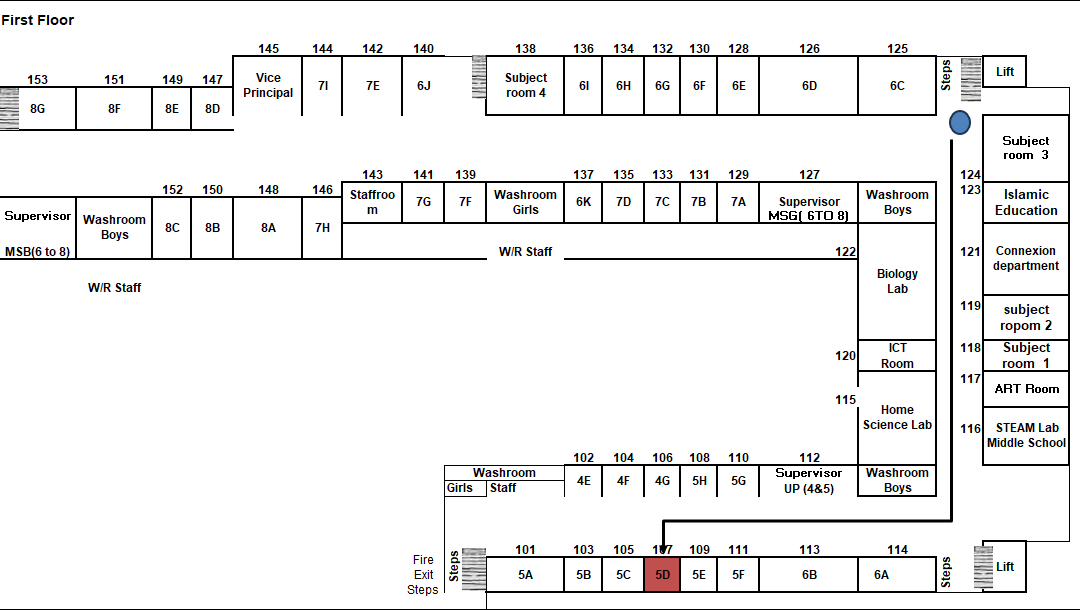 First Floor
145 144 142 140 138 136 134 132 130 128 126 125
153 151 149 147
Vice
Principal
7I 7E 6J
Subject
room 4
6I 6H 6G 6F 6E 6D 6C
Steps
Lift
8G 8F 8E 8D
Subject
room 3
124
152 150 148 146
143 141 139 137 135 133 131 129 127
123
Staffroo
m
7G 7F
Washroom
Girls
6K 7D 7C 7B 7A
Supervisor
MSG( 6TO 8)
Washroom
Boys
Islamic
Education
Supervisor
MSB(6 to 8)
Washroom
Boys
8C 8B 8A 7H
W/R Staff
122
121
Connexion
department
W/R Staff
Biology
Lab
119
subject
ropom 2
120
ICT
Room
118
Subject
room 1
117
ART Room
115
Home
Science Lab
116
STEAM Lab
Middle School
102 104 106 108 110 112
Washroom
Girls Staff
4E 4F 4G 5H 5G
Supervisor
UP (4&5)
Washroom
Boys
101 103 105 107 109 111 113 114
Fire
Exit
Steps
Steps
5A 5B 5C 5D 5E 5F 6B 6A
Steps
Lift